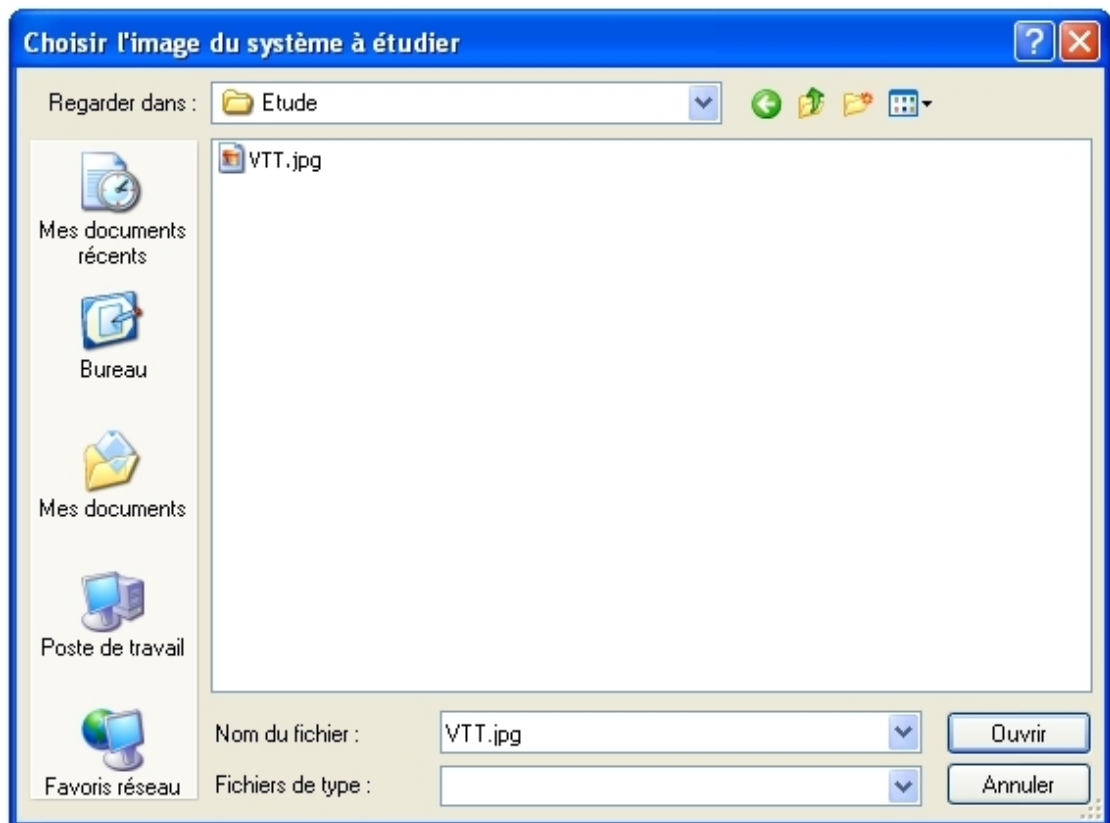 Choisir l'image du système à étudier
Regarder dans :
Etude
VTT.jpg
Mes documents
récents
Bureau
Mes documents
Poste de travail
Favoris réseau
Nom du fichier :
VTT.jpg
Ouvrir
Fichiers de type :
Annuler